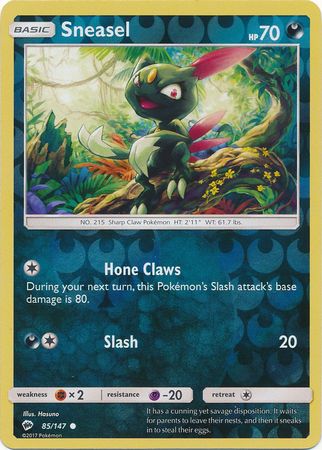 BASIC Sneasel HP 70
NO. 215 Sharp Claw Pokémon HT: 2'11" WT: 61.7 lbs.
Hone Claws
During your next turn, this Pokémon's Slash attack's base
damage is 80.
Slash 20
weakness × 2 resistance -20 retreat
Illus. Hasuno
85/147
©2017 Pokémon
It has a cunning yet savage disposition. It waits
for parents to leave their nests, and then it sneaks
in to steal their eggs.